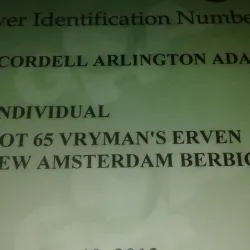 ver Identification Numbe
CORDELL ARLINGTON ADA
NDIVIDUAL
OT 65 VRYMAN'S ERVEN
EW AMSTERDAM BERBIC